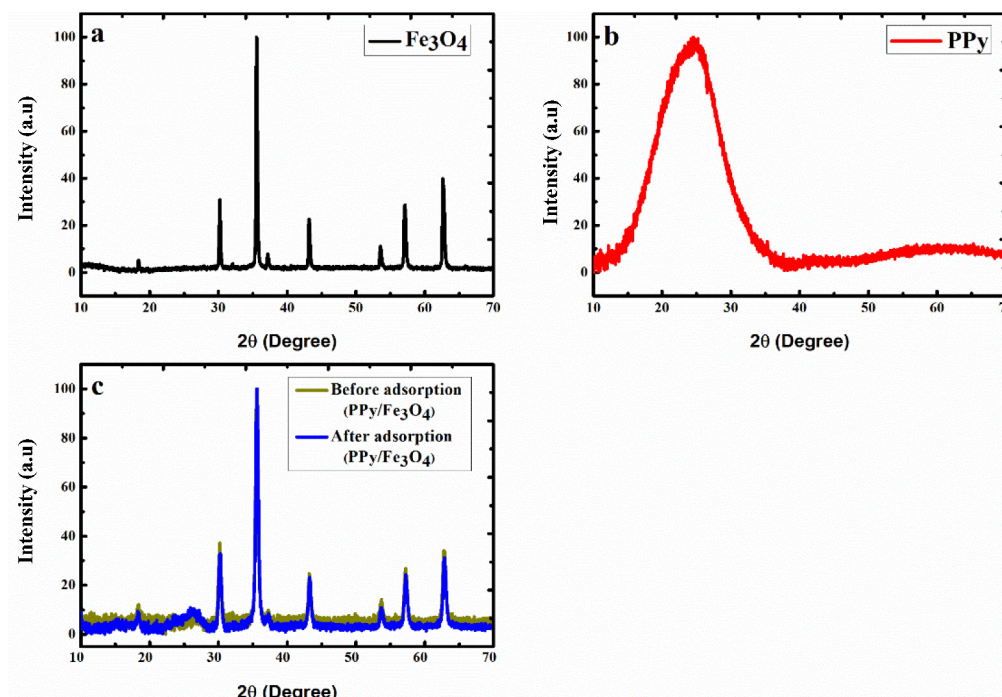 a
Fe3O4
100
80
60
40
20
0
Intensity (a.u)
10 20 30 40 50 60 70
2θ (Degree)
b
PPy
100
80
60
40
20
0
Intensity (a.u)
10 20 30 40 50 60 70
2θ (Degree)
c
Before adsorption
(PPy/Fe3O4)
After adsorption
(PPy/Fe3O4)
100
80
60
40
20
0
Intensity (a.u)
10 20 30 40 50 60 70
2θ (Degree)